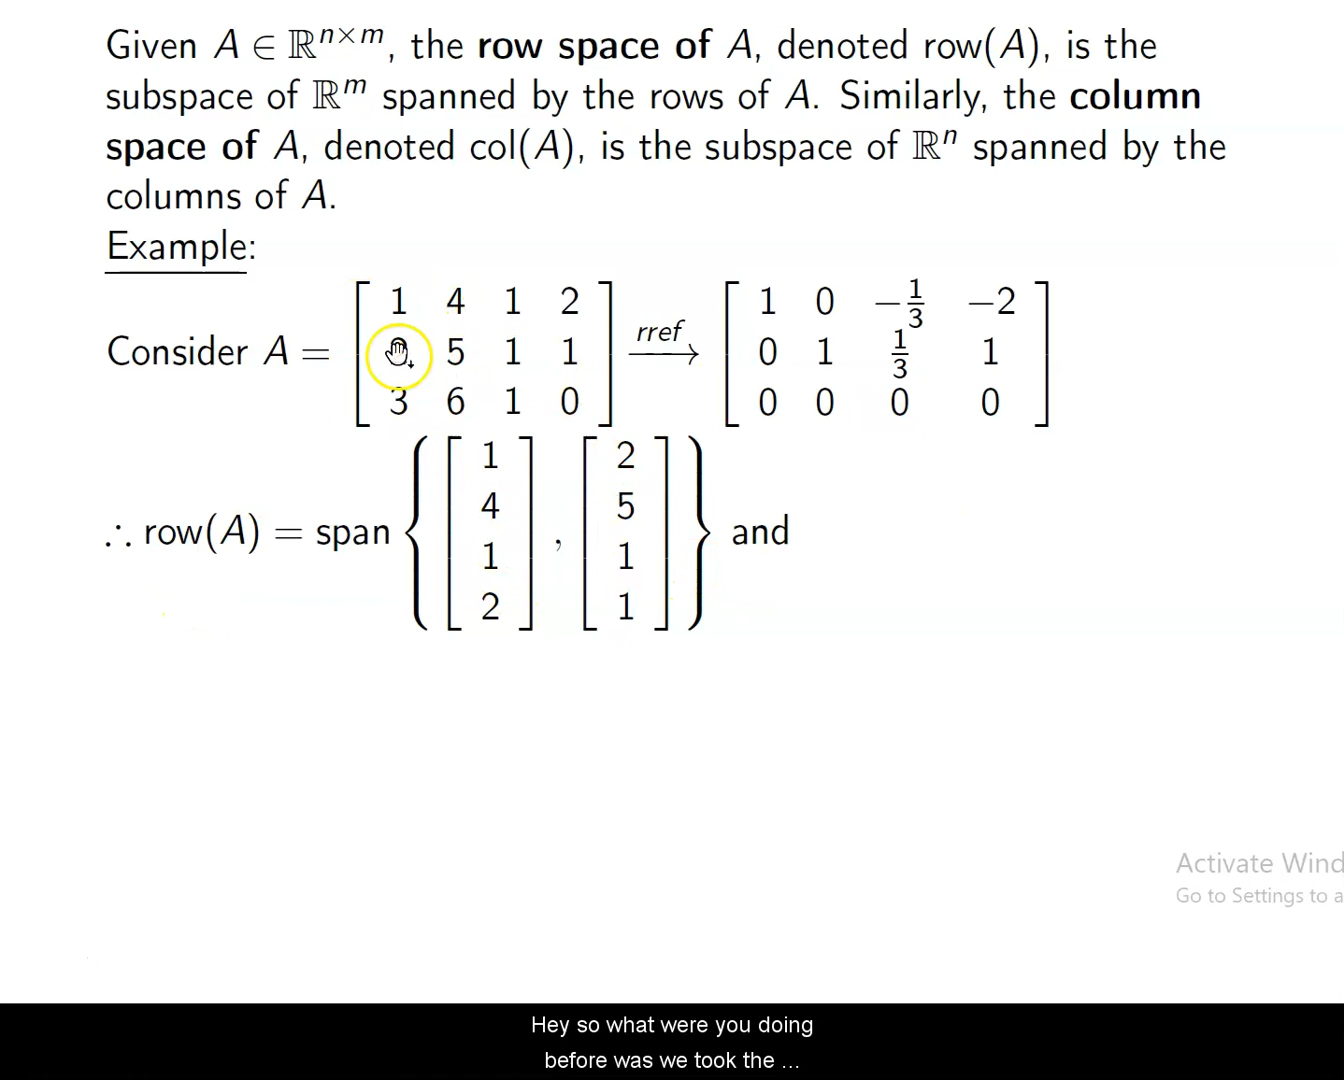 Given A ∈ ℝⁿˣᵐ, the row space of A, denoted row(A), is the
subspace of ℝᵐ spanned by the rows of A. Similarly, the column
space of A, denoted col(A), is the subspace of ℝⁿ spanned by the
columns of A.
Example:
Consider A = [ 1 4 1 2 ; 5 1 1 ; 3 6 1 0 ] rref → [ 1 0 −1/3 −2 ; 0 1 1/3 1 ; 0 0 0 0 ]
∴ row(A) = span { [ 1 4 1 2 ] , [ 2 5 1 1 ] } and
Activate Wind
Go to Settings to a
Hey so what were you doing
before was we took the ...